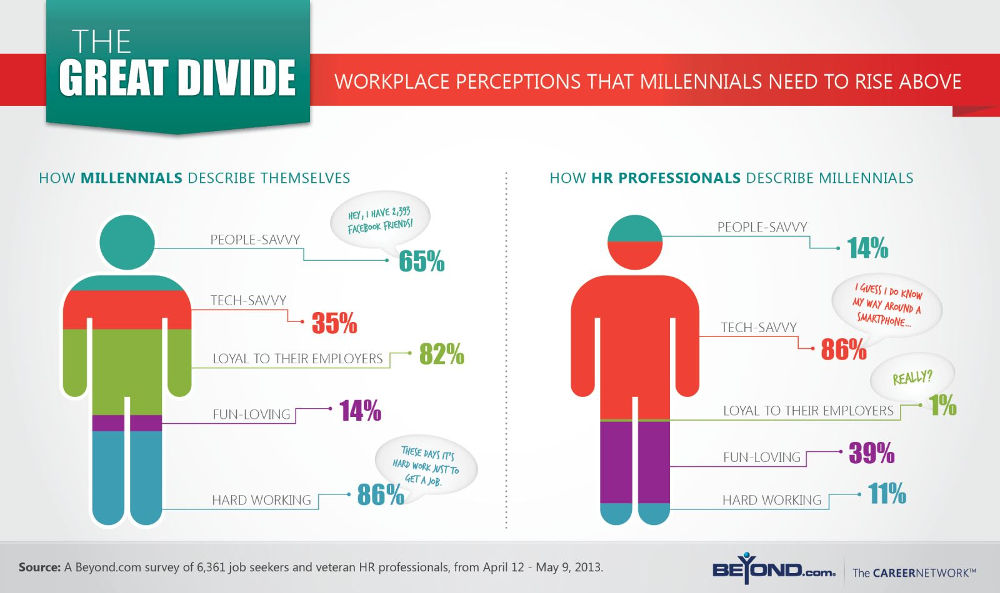 THE
GREAT DIVIDE
WORKPLACE PERCEPTIONS THAT MILLENNIALS NEED TO RISE ABOVE
HOW MILLENNIALS DESCRIBE THEMSELVES
HEY, I HAVE 2,393
FACEBOOK FRIENDS!
PEOPLE-SAVVY
65%
TECH-SAVVY
35%
LOYAL TO THEIR EMPLOYERS
82%
FUN-LOVING
14%
THESE DAYS IT'S
HARD WORK JUST TO
GET A JOB.
HARD WORKING
86%
HOW HR PROFESSIONALS DESCRIBE MILLENNIALS
PEOPLE-SAVVY
14%
I GUESS I DO KNOW
MY WAY AROUND A
SMARTPHONE...
TECH-SAVVY
86%
REALLY?
LOYAL TO THEIR EMPLOYERS
1%
FUN-LOVING
39%
HARD WORKING
11%
Source: A Beyond.com survey of 6,361 job seekers and veteran HR professionals, from April 12 - May 9, 2013.
BEYOND.com®
The CAREERNETWORK™